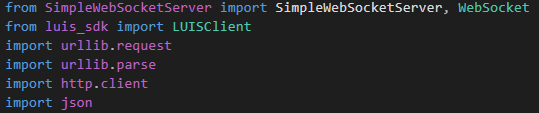 from SimpleWebSocketServer import SimpleWebSocketServer, WebSocket
from luis_sdk import LUISClient
import urllib.request
import urllib.parse
import http.client
import json